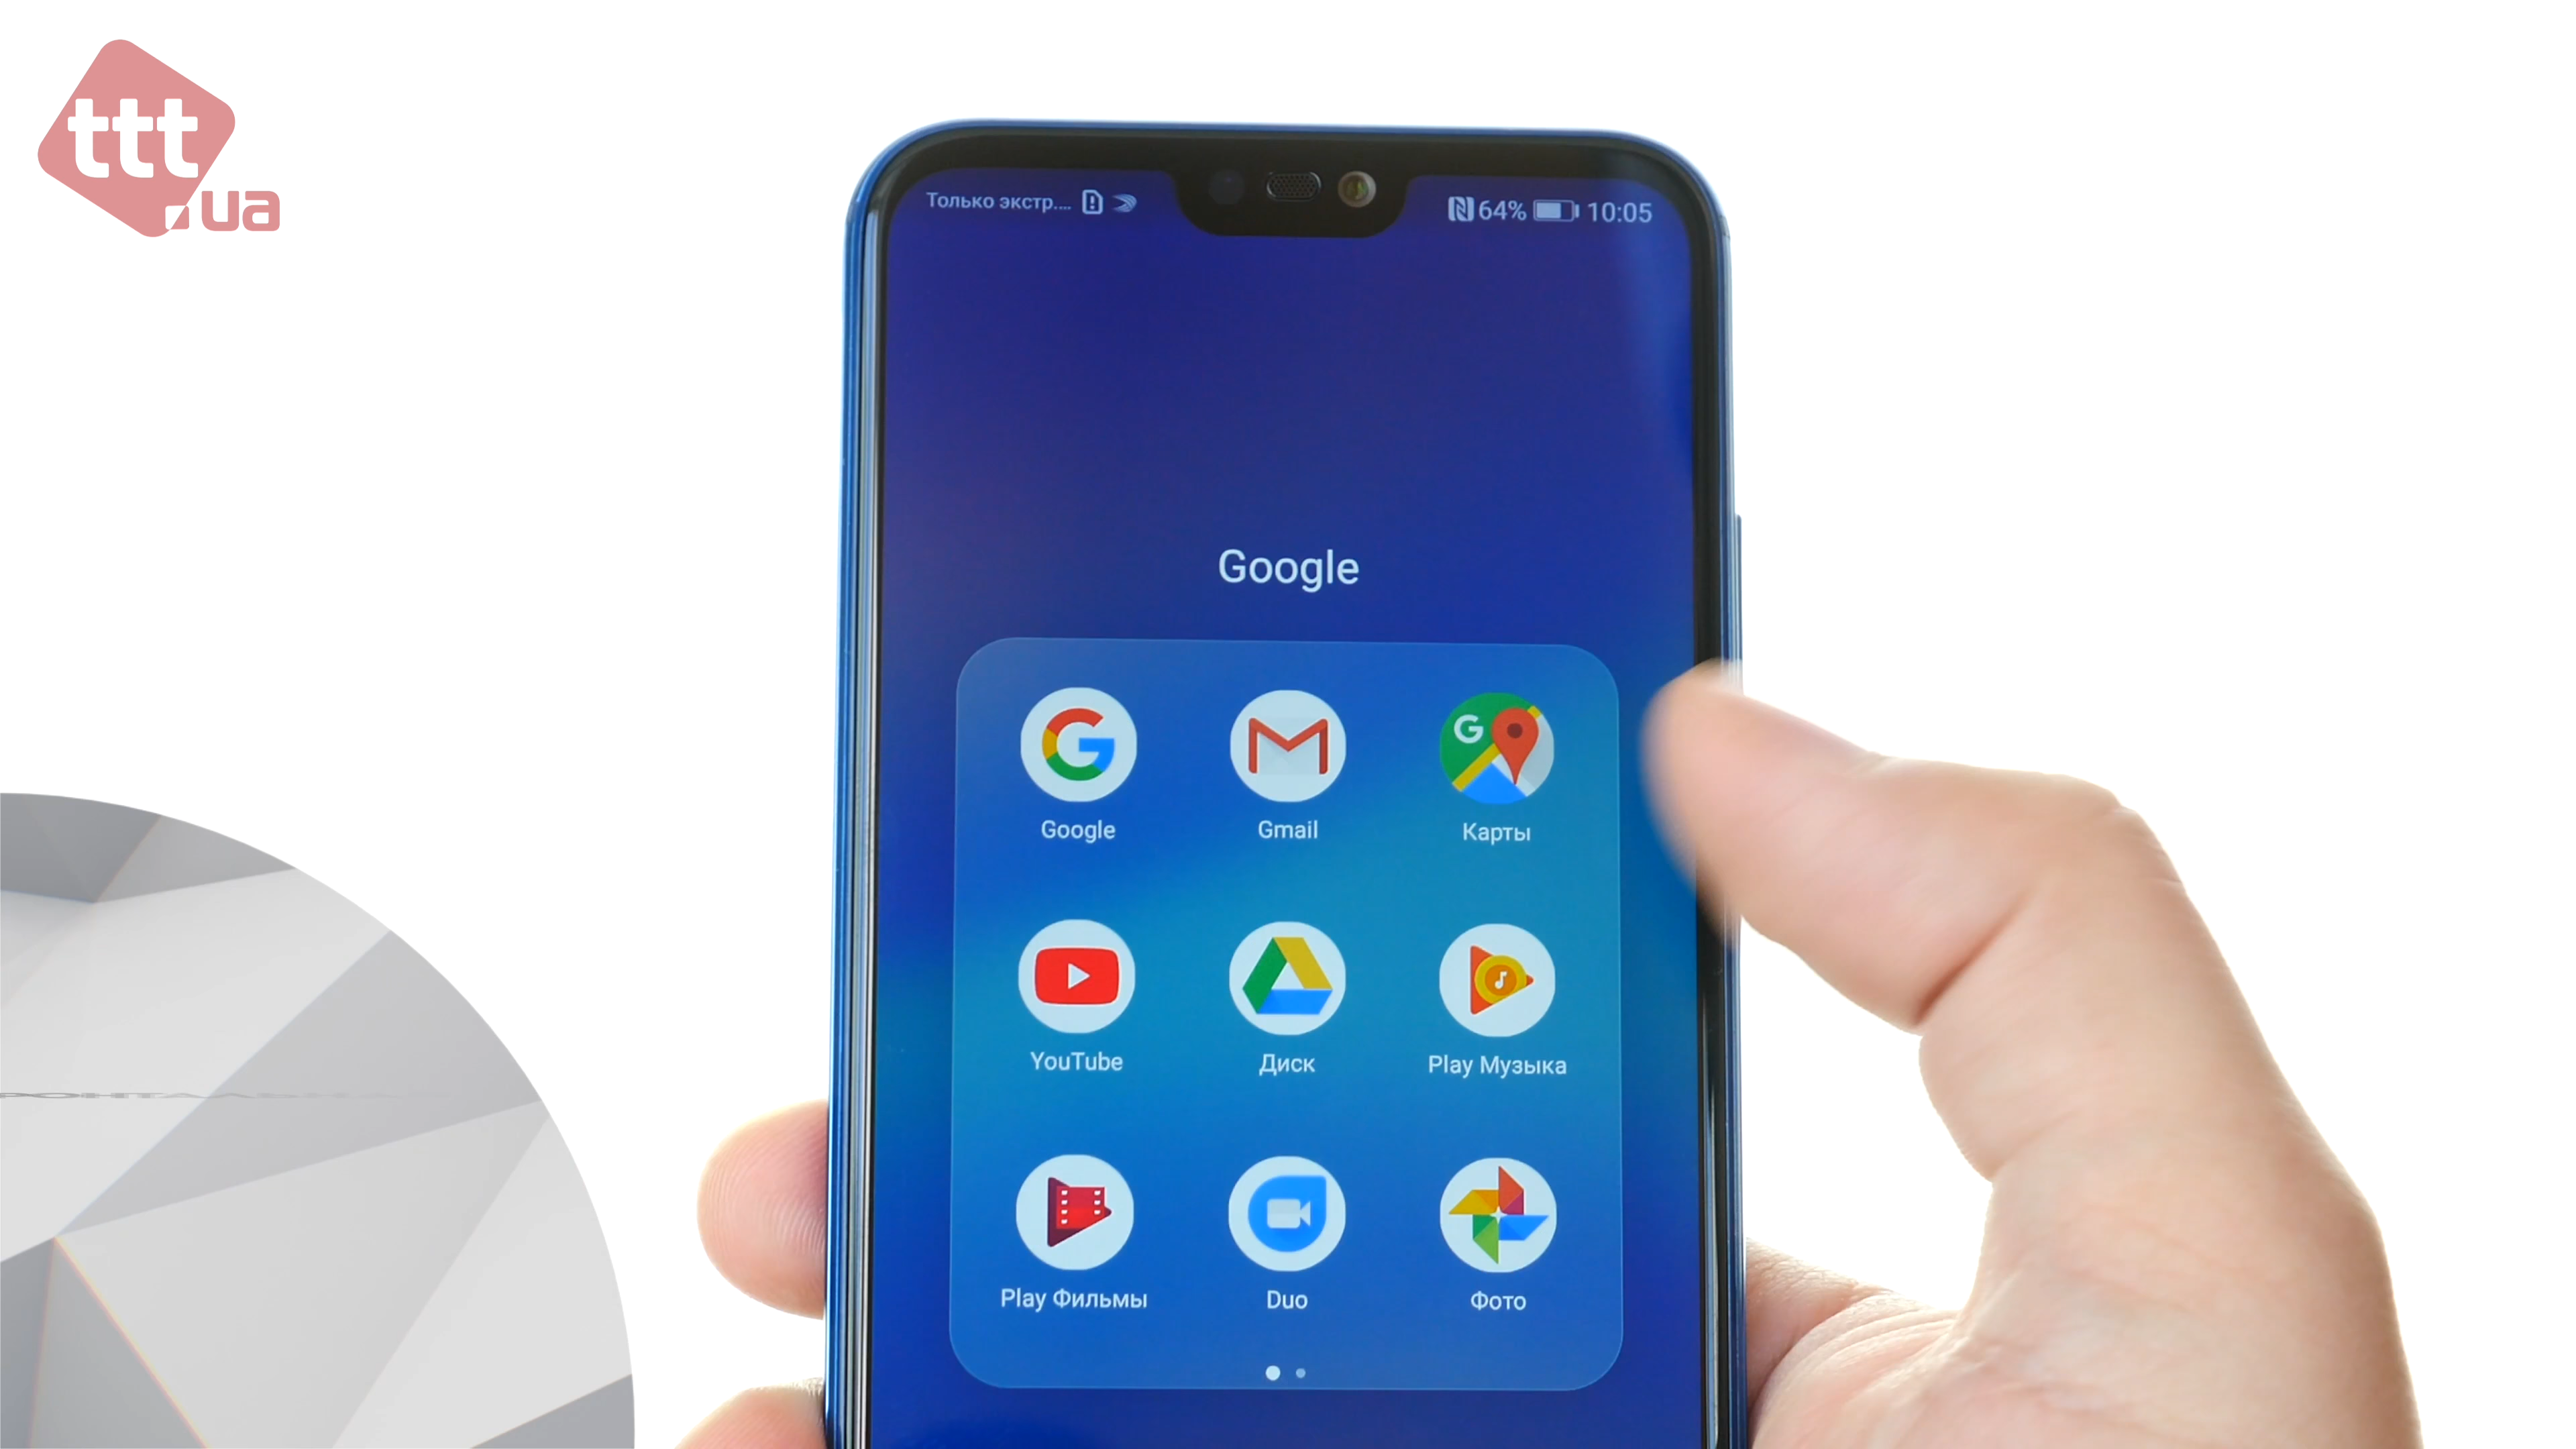 ttt
.ua
Только экстр.... 64% 10:05
Google
Google Gmail Карты
YouTube Диск Play Музыка
Play Фильмы Duo Фото